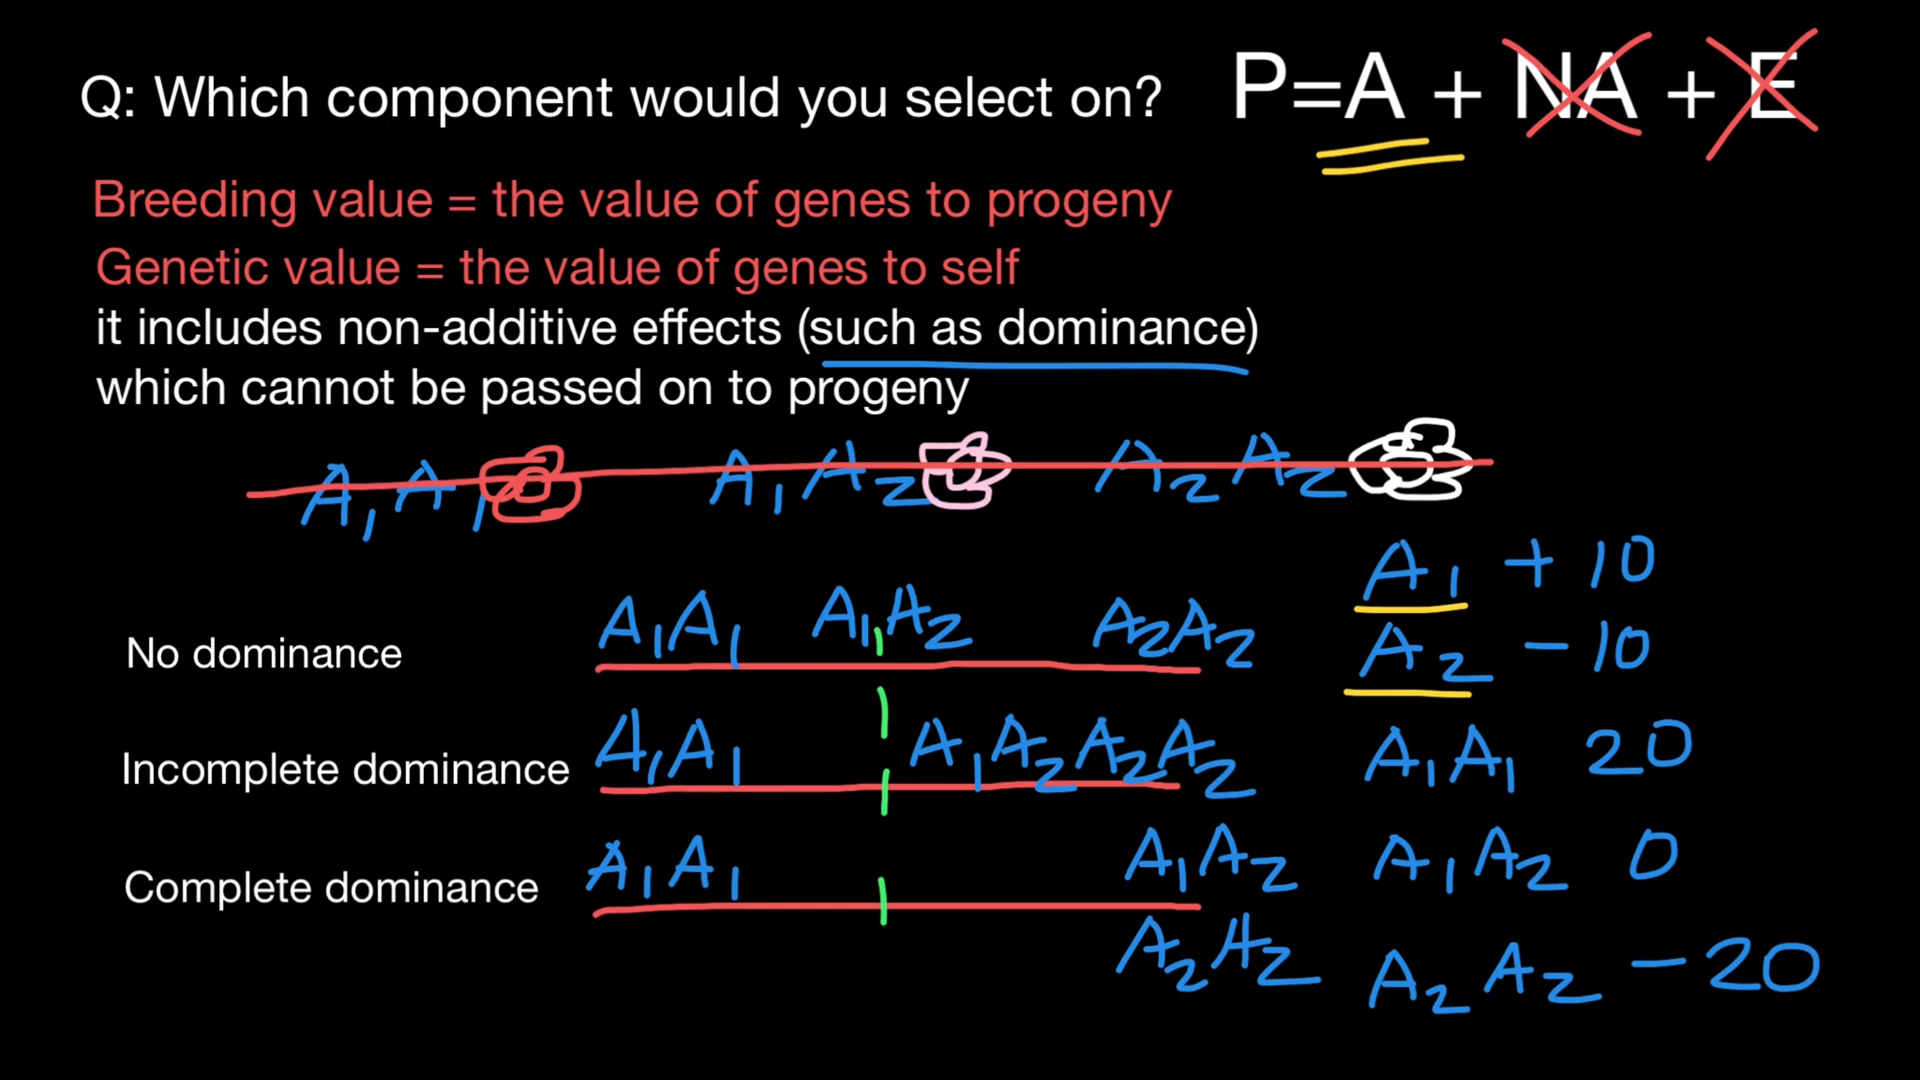 Q: Which component would you select on? P=A + NA + E
Breeding value = the value of genes to progeny
Genetic value = the value of genes to self
it includes non-additive effects (such as dominance)
which cannot be passed on to progeny
A₁A₁ A₁A₂ A₂A₂
A₁ + 10
No dominance A₁A₁ A₁A₂ A₂A₂
A₂ - 10
Incomplete dominance A₁A₁ A₁A₂ A₂A₂
A₁A₁ 20
Complete dominance A₁A₁ A₁A₂
A₁A₂ 0
A₂A₂
A₂A₂ - 20